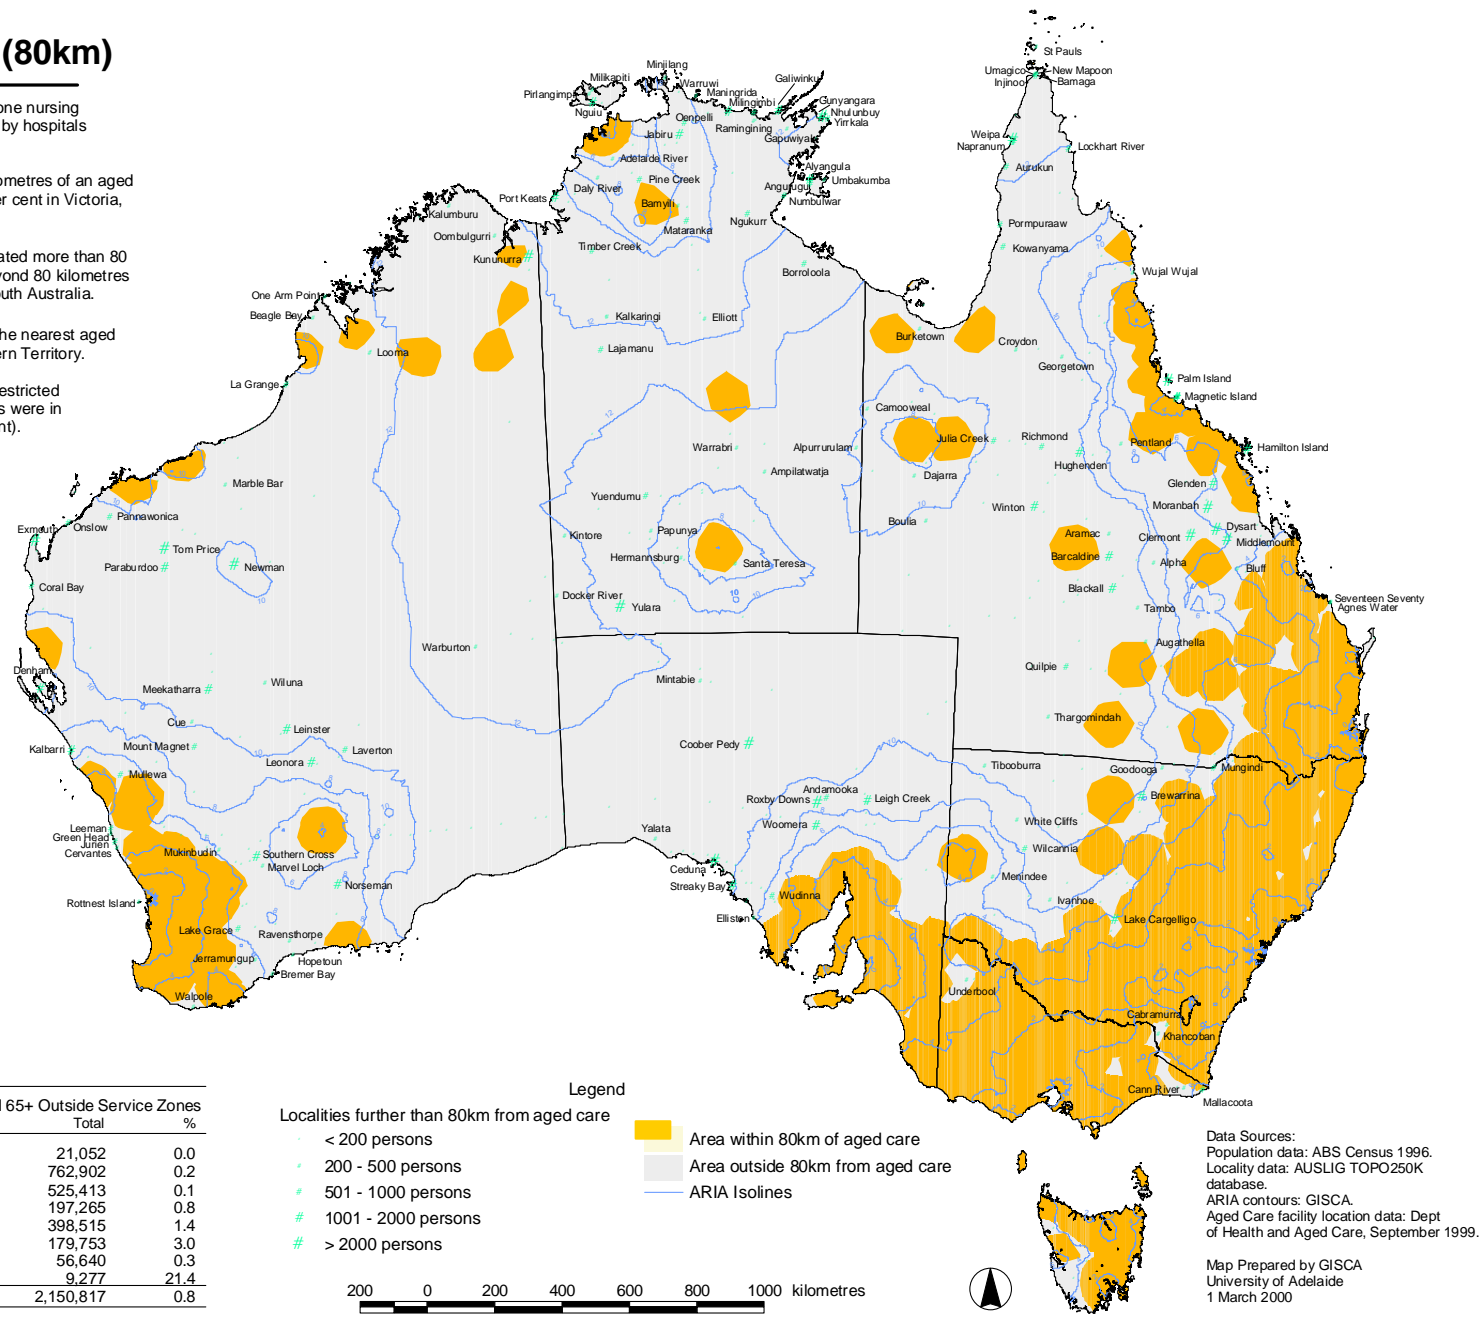 (80km)
one nursing
by hospitals
ometres of an aged
er cent in Victoria,
ated more than 80
yond 80 kilometres
outh Australia.
he nearest aged
ern Territory.
restricted
s were in
nt).
St Pauls
Umagico
New Mapoon
Injinoo
Bamaga
Minjilang
Milikapiti
Galiwinku
Pirlangimpi
Warruwi
Maningrida
Milingimbi
Gunyangara
Nguiu
Oenpelli
Nhulunbuy
Ramingining
Yirrkala
Jabiru
Gapuwiyak
Weipa
Napranum
Lockhart River
Adelaide River
Alyangula
Aurukun
Daly River
Pine Creek
Umbakumba
Angurugu
Port Keats
Numbulwar
Bamyili
Kalumburu
Ngukurr
Pormpuraaw
Mataranka
Oombulgurri
Timber Creek
Kowanyama
Kununurra
Borroloola
Wujal Wujal
One Arm Point
Beagle Bay
Kalkaringi
Elliott
Burketown
Croydon
Looma
Lajamanu
Georgetown
La Grange
Palm Island
Magnetic Island
Camooweal
Julia Creek
Richmond
Pentland
Warrabri
Alpurrurulam
Hamilton Island
Hughenden
Ampilatwatja
Dajarra
Marble Bar
Glenden
Yuendumu
Moranbah
Winton
Pannawonica
Boulia
Exmouth
Onslow
Papunya
Dysart
Kintore
Aramac
Clermont
Middlemount
Tom Price
Hermannsburg
Barcaldine
Paraburdoo
Newman
Santa Teresa
Alpha
Bluff
Coral Bay
Blackall
Docker River
Yulara
Seventeen Seventy
Tambo
Agnes Water
Warburton
Augathella
Denham
Quilpie
Mintabie
Meekatharra
Wiluna
Cue
Thargomindah
Leinster
Kalbarri
Mount Magnet
Laverton
Coober Pedy
Leonora
Tibooburra
Goodooga
Mungindi
Mullewa
Andamooka
Brewarrina
Roxby Downs
Leigh Creek
Woomera
White Cliffs
Leeman
Green Head
Yalata
Jurien
Mukinbudin
Southern Cross
Wilcannia
Cervantes
Marvel Loch
Ceduna
Menindee
Norseman
Streaky Bay
Wudinna
Rottnest Island
Ivanhoe
Elliston
Lake Cargelligo
Lake Grace
Ravensthorpe
Jerramungup
Hopetoun
Bremer Bay
Walpole
Underbool
Cabramurra
Khancoban
Cann River
Mallacoota
l 65+ Outside Service Zones
Total %
21,052 0.0
762,902 0.2
525,413 0.1
197,265 0.8
398,515 1.4
179,753 3.0
56,640 0.3
9,277 21.4
2,150,817 0.8
Legend
Localities further than 80km from aged care
< 200 persons
200 - 500 persons
501 - 1000 persons
1001 - 2000 persons
> 2000 persons
Area within 80km of aged care
Area outside 80km from aged care
ARIA Isolines
200 0 200 400 600 800 1000 kilometres
Data Sources:
Population data: ABS Census 1996.
Locality data: AUSLIG TOPO250K
database.
ARIA contours: GISCA.
Aged Care facility location data: Dept
of Health and Aged Care, September 1999.
Map Prepared by GISCA
University of Adelaide
1 March 2000